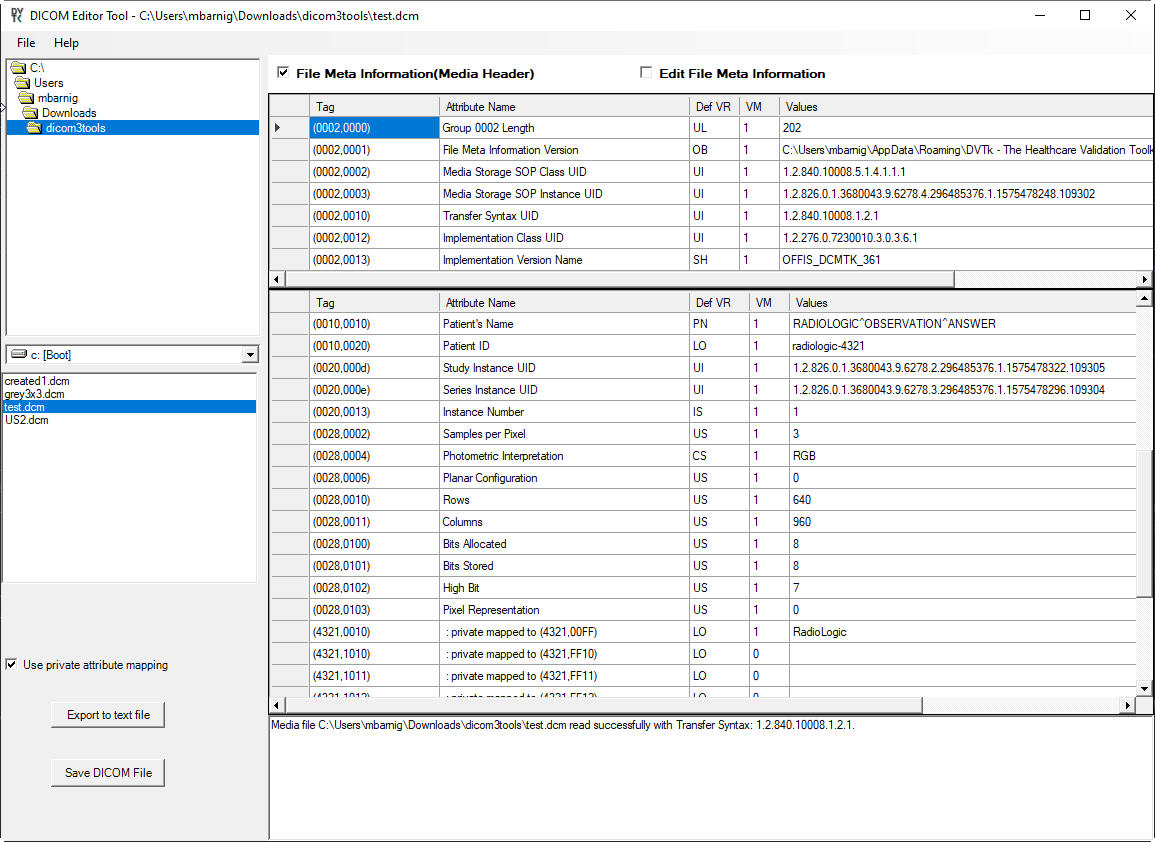 DICOM Editor Tool - C:\Users\mbarnig\Downloads\dicom3tools\test.dcm
File Help
C:\
Users
mbarnig
Downloads
dicom3tools
c: [Boot]
created1.dcm
grey3x3.dcm
test.dcm
US2.dcm
Use private attribute mapping
Export to text file
Save DICOM File
File Meta Information(Media Header) Edit File Meta Information
Tag Attribute Name Def VR VM Values
(0002,0000) Group 0002 Length UL 1 202
(0002,0001) File Meta Information Version OB 1 C:\Users\mbarnig\AppData\Roaming\DVTk - The Healthcare Validation Toolk
(0002,0002) Media Storage SOP Class UID UI 1 1.2.840.10008.5.1.4.1.1.1
(0002,0003) Media Storage SOP Instance UID UI 1 1.2.826.0.1.3680043.9.6278.4.296485376.1.1575478248.109302
(0002,0010) Transfer Syntax UID UI 1 1.2.840.10008.1.2.1
(0002,0012) Implementation Class UID UI 1 1.2.276.0.7230010.3.0.3.6.1
(0002,0013) Implementation Version Name SH 1 OFFIS_DCMTK_361
Tag Attribute Name Def VR VM Values
(0010,0010) Patient's Name PN 1 RADIOLOGIC^OBSERVATION^ANSWER
(0010,0020) Patient ID LO 1 radiologic-4321
(0020,000d) Study Instance UID UI 1 1.2.826.0.1.3680043.9.6278.2.296485376.1.1575478322.109305
(0020,000e) Series Instance UID UI 1 1.2.826.0.1.3680043.9.6278.3.296485376.1.1575478296.109304
(0020,0013) Instance Number IS 1 1
(0028,0002) Samples per Pixel US 1 3
(0028,0004) Photometric Interpretation CS 1 RGB
(0028,0006) Planar Configuration US 1 0
(0028,0010) Rows US 1 640
(0028,0011) Columns US 1 960
(0028,0100) Bits Allocated US 1 8
(0028,0101) Bits Stored US 1 8
(0028,0102) High Bit US 1 7
(0028,0103) Pixel Representation US 1 0
(4321,0010) : private mapped to (4321,00FF) LO 1 RadioLogic
(4321,1010) : private mapped to (4321,FF10) LO 0
(4321,1011) : private mapped to (4321,FF11) LO 0
(4321,1012) : private mapped to (4321,FF12) LO 0
Media file C:\Users\mbarnig\Downloads\dicom3tools\test.dcm read successfully with Transfer Syntax: 1.2.840.10008.1.2.1.